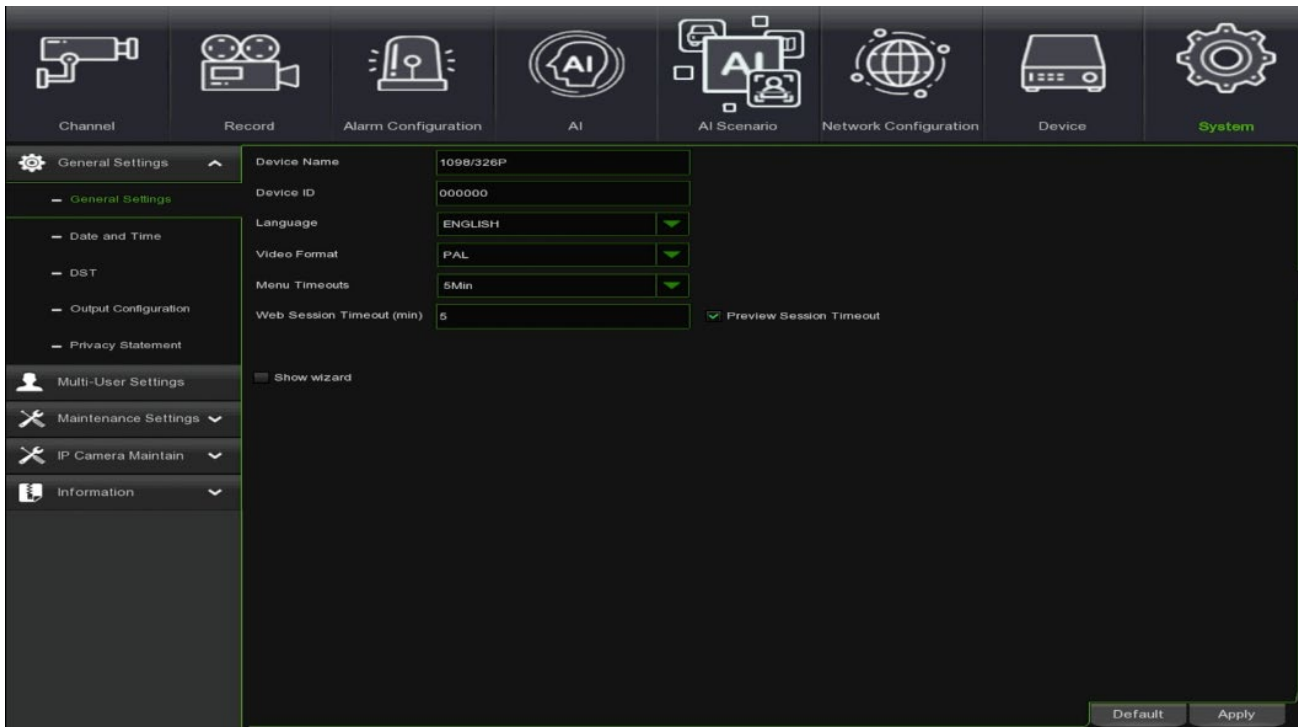 AI
AI
Channel
Record
Alarm Configuration
AI
AI Scenario
Network Configuration
Device
System
General Settings
General Settings
Date and Time
DST
Output Configuration
Privacy Statement
Multi-User Settings
Maintenance Settings
IP Camera Maintain
Information
Device Name 1098/326P
Device ID 000000
Language ENGLISH
Video Format PAL
Menu Timeouts 5Min
Web Session Timeout (min) 5 Preview Session Timeout
Show wizard
Default Apply